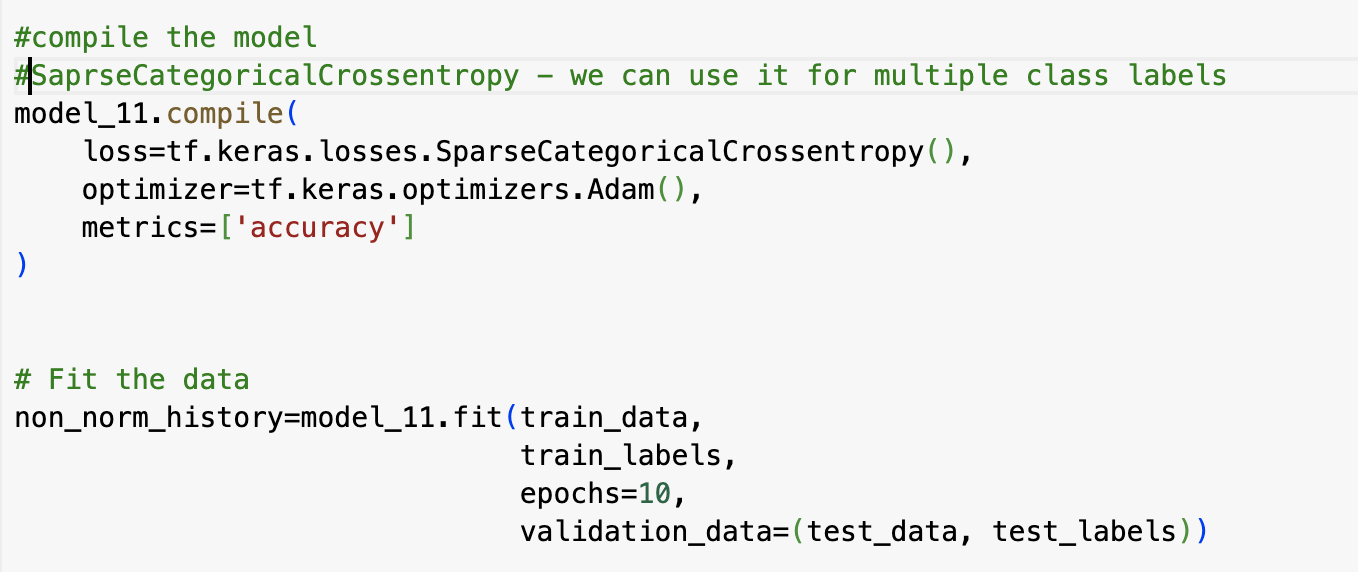 #compile the model
#SaprseCategoricalCrossentropy – we can use it for multiple class labels
model_11.compile(
    loss=tf.keras.losses.SparseCategoricalCrossentropy(),
    optimizer=tf.keras.optimizers.Adam(),
    metrics=['accuracy']
)
# Fit the data
non_norm_history=model_11.fit(train_data,
                              train_labels,
                              epochs=10,
                              validation_data=(test_data, test_labels))